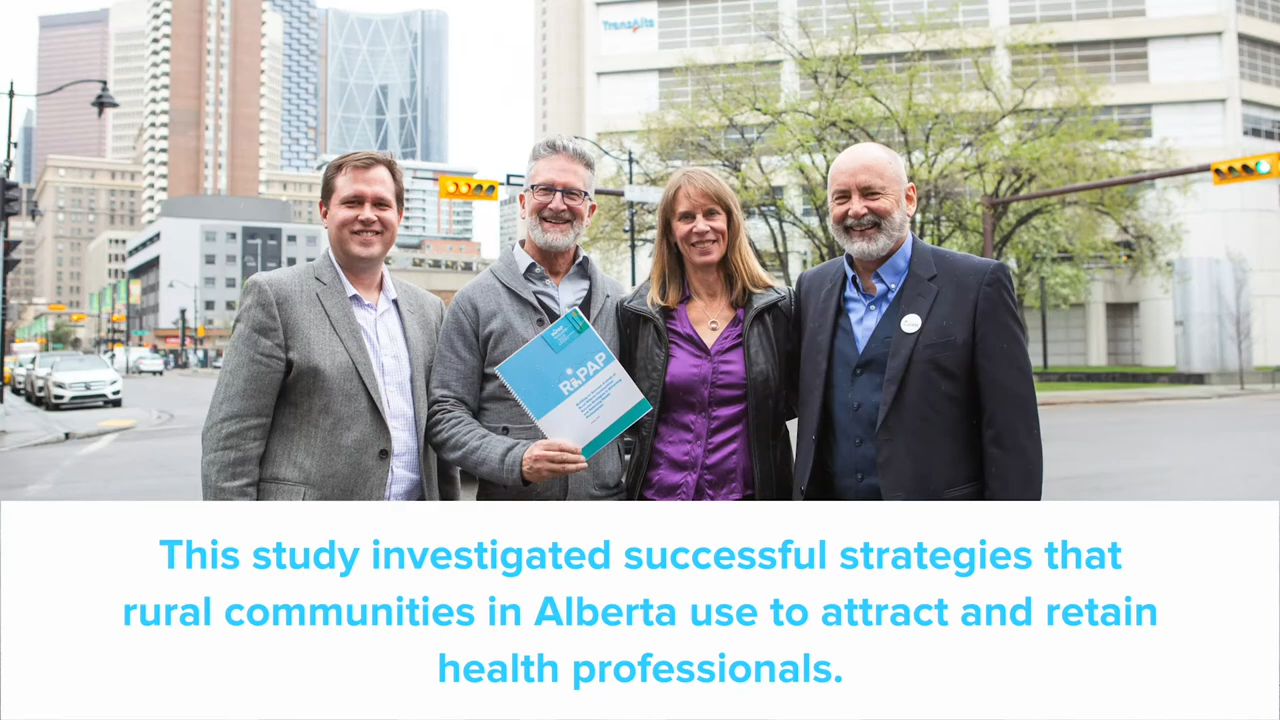 TransAlta
RhPAP
This study investigated successful strategies that
rural communities in Alberta use to attract and retain
health professionals.